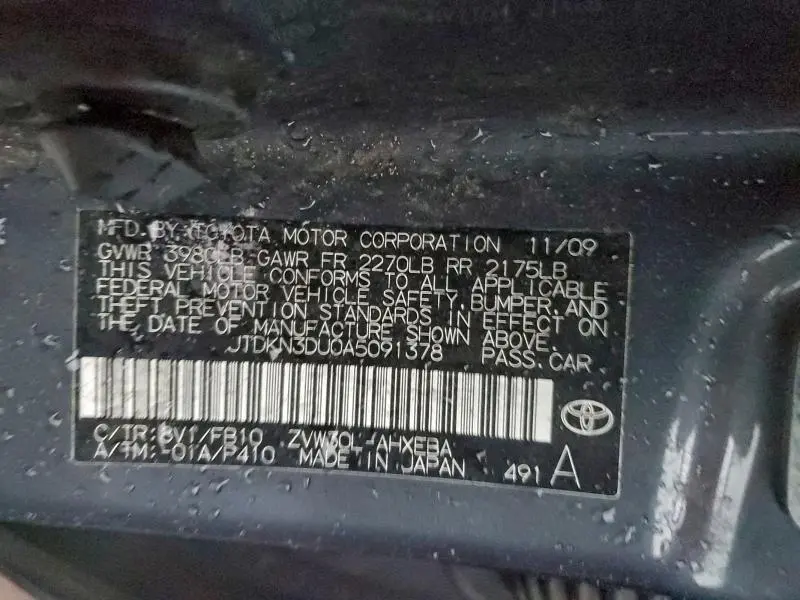 MFD. BY: TOYOTA MOTOR CORPORATION 11/09
GVWR 3980LB GAWR FR 2270LB RR 2175LB
THIS VEHICLE CONFORMS TO ALL APPLICABLE
FEDERAL MOTOR VEHICLE SAFETY, BUMPER, AND
THEFT PREVENTION STANDARDS IN EFFECT ON
THE DATE OF MANUFACTURE SHOWN ABOVE.
JTDKN3DU0A5091378 PASS. CAR
C/TR: 8V1/FB10 ZVW30L-AHXEBA
A/TM: -01A/P410 MADE IN JAPAN 491 A